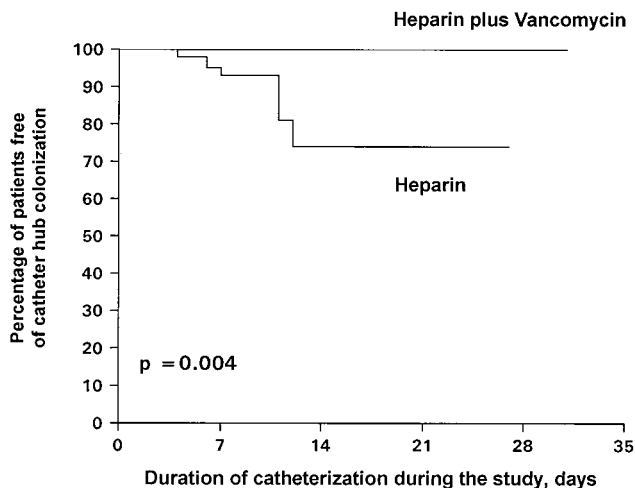 Heparin plus Vancomycin
Percentage of patients free
of catheter hub colonization
100
90
80
70
60
50
40
30
20
10
0
Heparin
p = 0.004
0 7 14 21 28 35
Duration of catheterization during the study, days